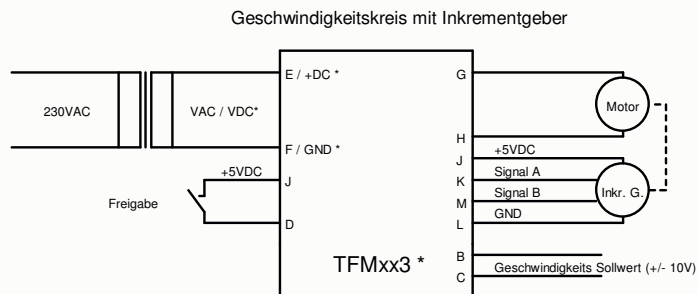 Geschwindigkeitskreis mit Inkrementgeber
E / +DC *
G
230VAC
VAC / VDC*
Motor
H
F / GND *
J
+5VDC
+5VDC
J
K
Signal A
Freigabe
M
Signal B
Inkr. G.
D
L
GND
TFMxx3 *
B
Geschwindigkeits Sollwert (+/- 10V)
C